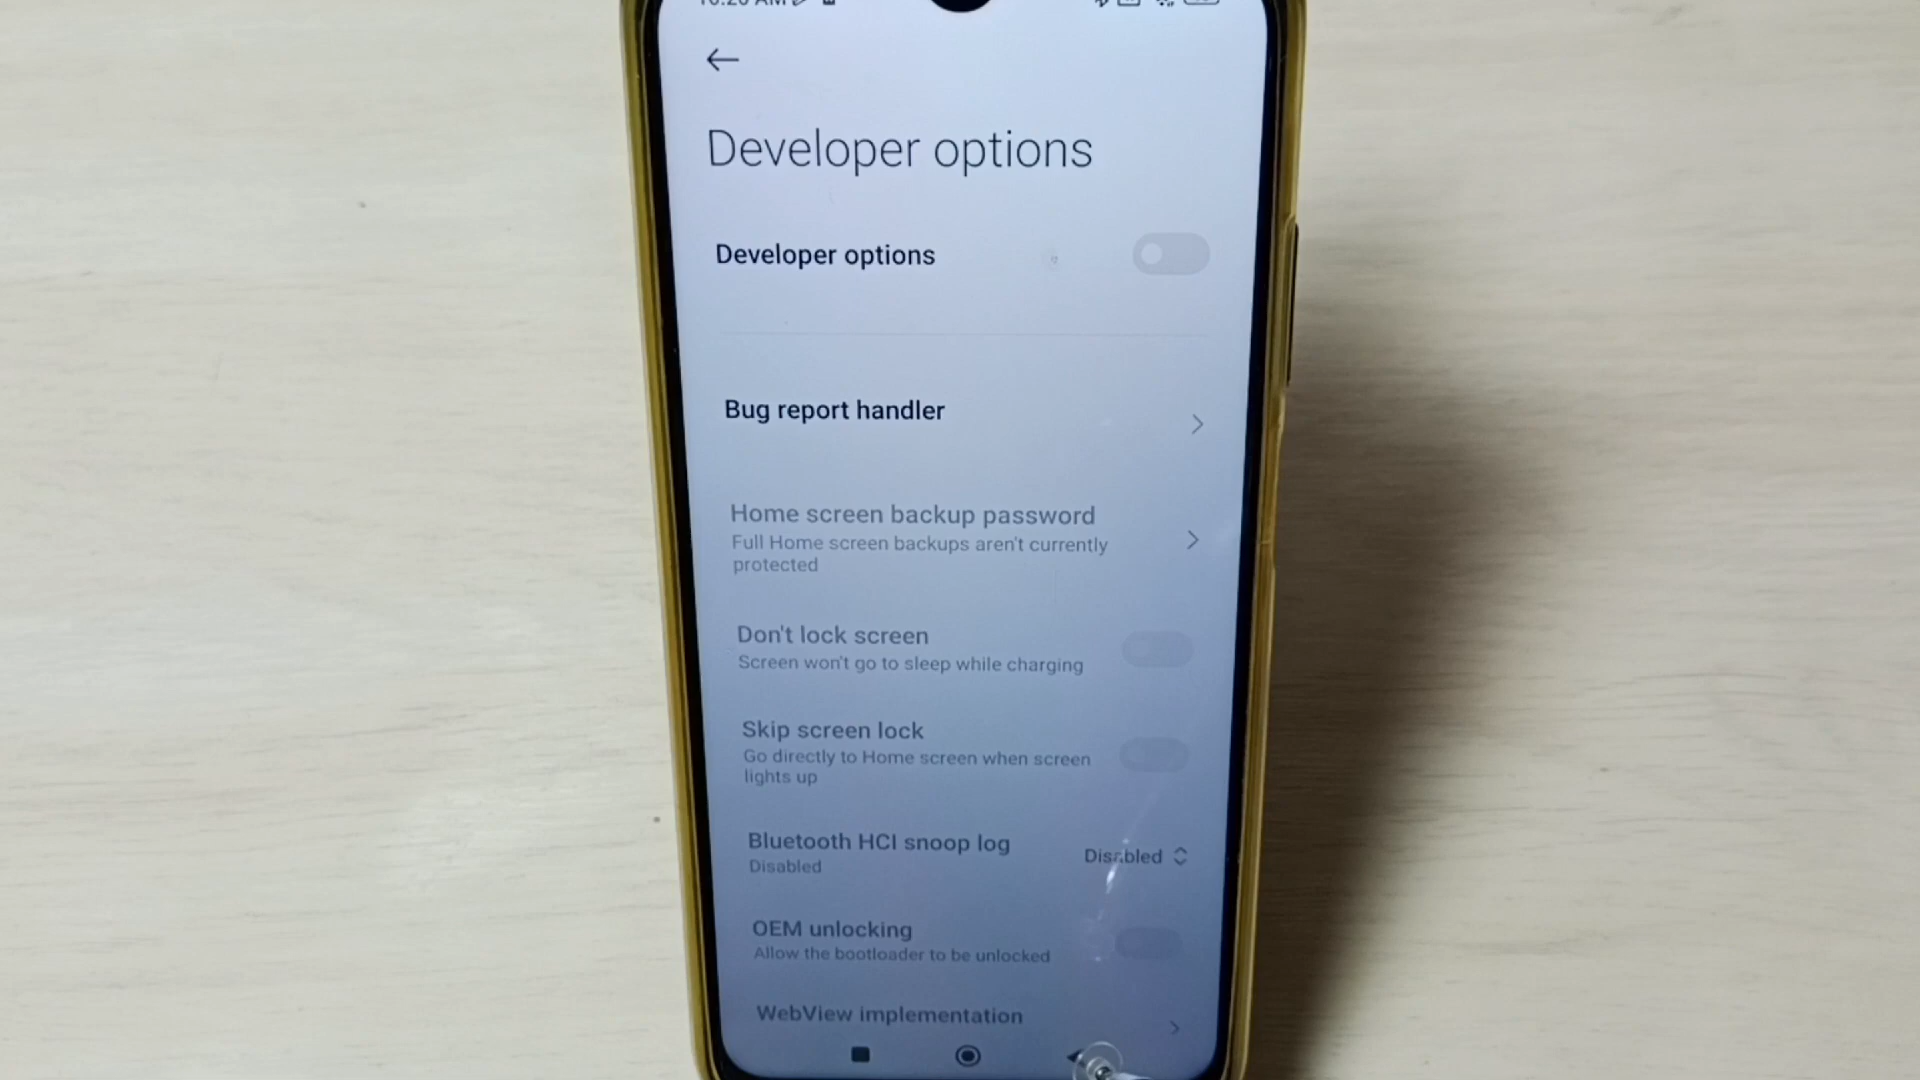 Developer options
Developer options
Bug report handler
Home screen backup password
Full Home screen backups aren't currently
protected
Don't lock screen
Screen won't go to sleep while charging
Skip screen lock
Go directly to Home screen when screen
lights up
Bluetooth HCI snoop log
Disabled
Disabled
OEM unlocking
Allow the bootloader to be unlocked
WebView implementation